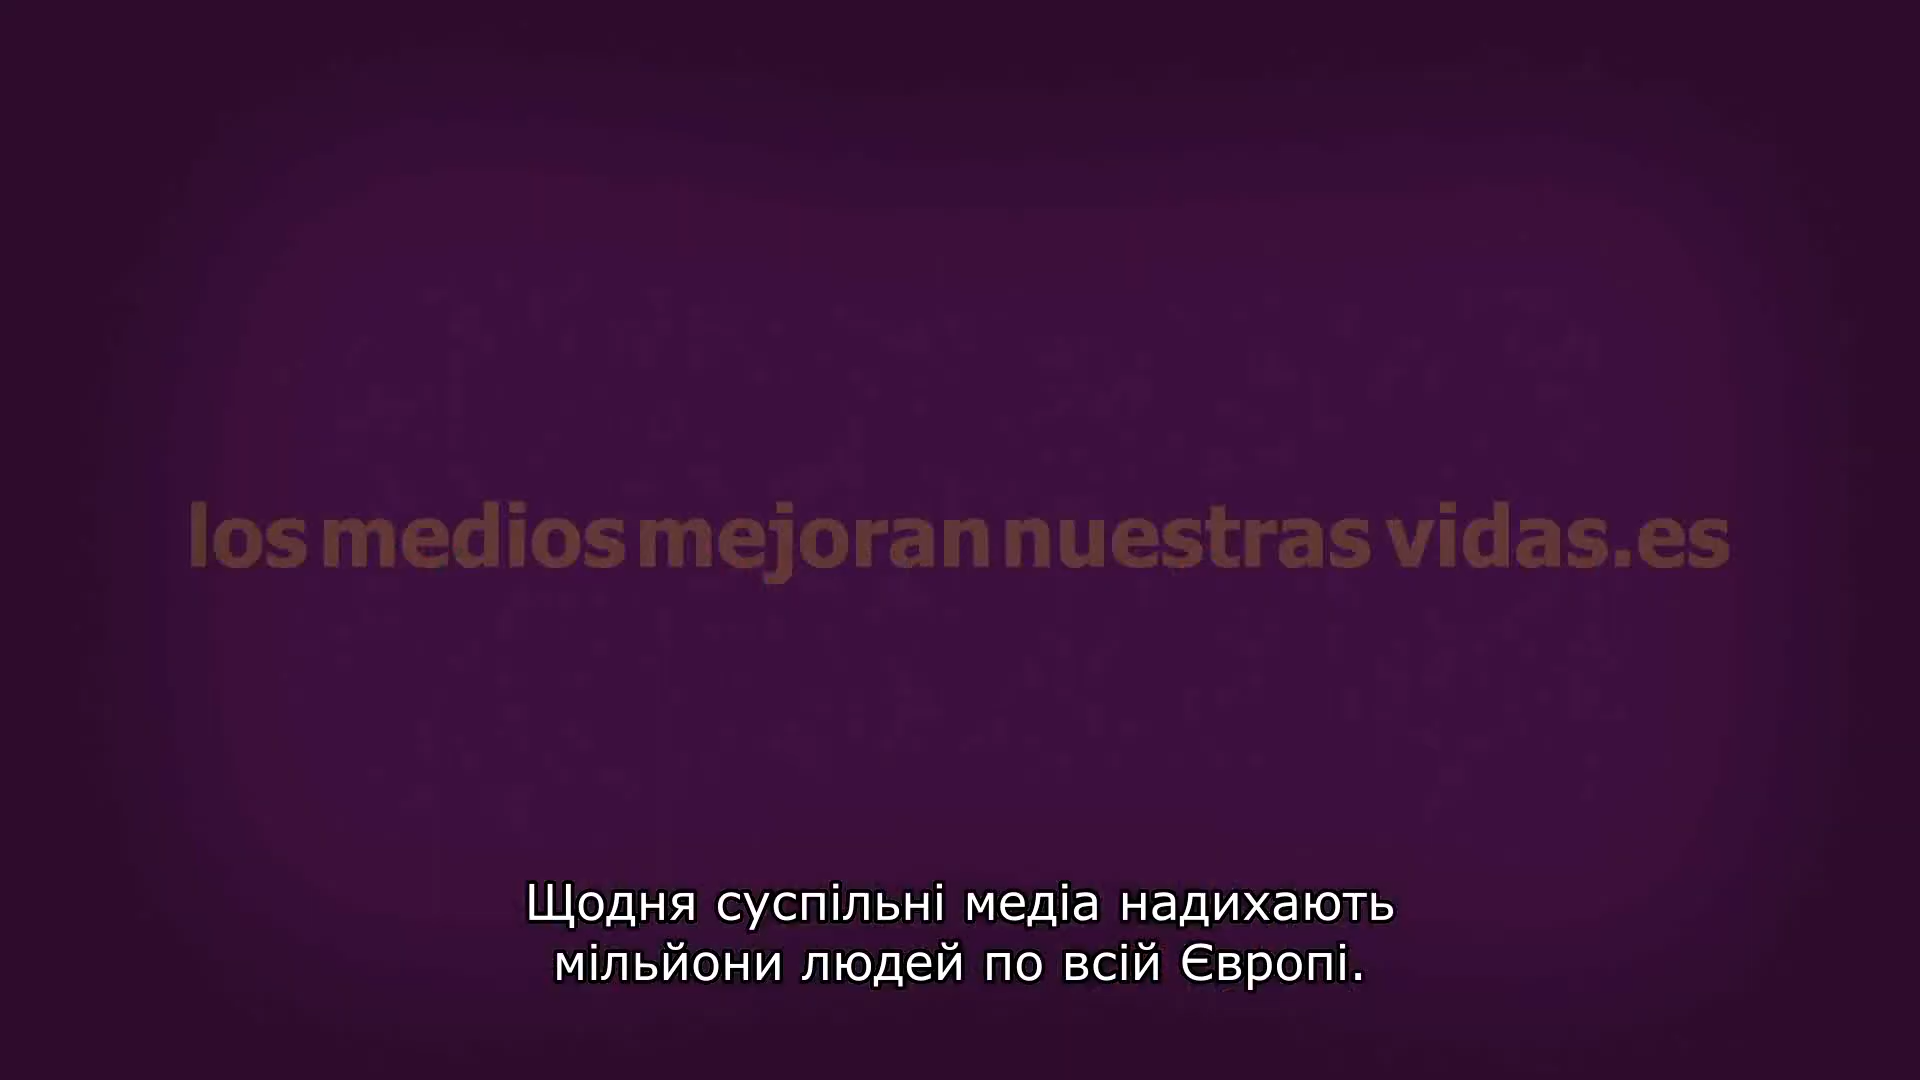 los medios mejoran nuestras vidas.es
Щодня суспільні медіа надихають
мільйони людей по всій Європі.